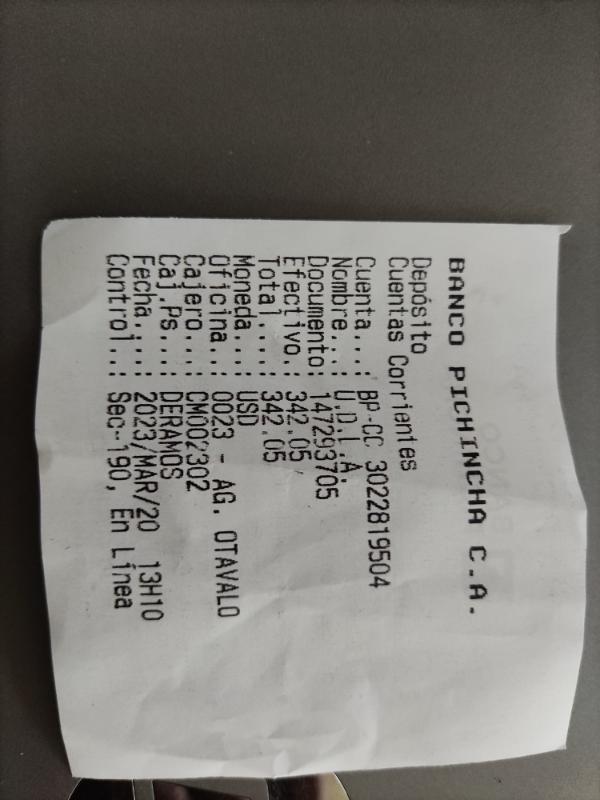 BANCO PICHINCHA C.A.
Depósito
Cuentas Corrientes
Cuenta...: BP-CC 3022819504
Nombre...: U.D.L.A.
Documento: 147293705
Efectivo.: 342.05
Total....: 342.05
Moneda...: USD
Oficina..: 0023 - AG. OTAVALO
Cajero...: CM002302
Caj.Ps...: DERAMOS
Fecha....: 2023/MAR/20 13H10
Control..: Sec-190, En Línea